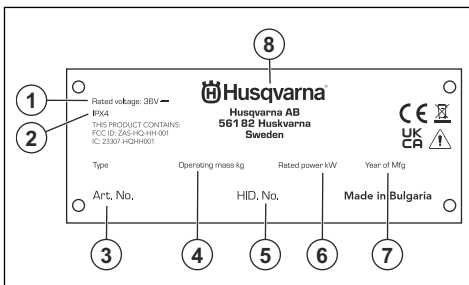 8
Husqvarna
1
Rated voltage: 36V
Husqvarna AB
2
IPX4
561 82 Huskvarna
THIS PRODUCT CONTAINS:
Sweden
FCC ID: ZAS-HQ-HH-001
IC: 23307-HQHH001
CE
UK
CA
Type Operating mass kg Rated power kW Year of Mfg
Art. No. HID. No. Made in Bulgaria
3 4 5 6 7